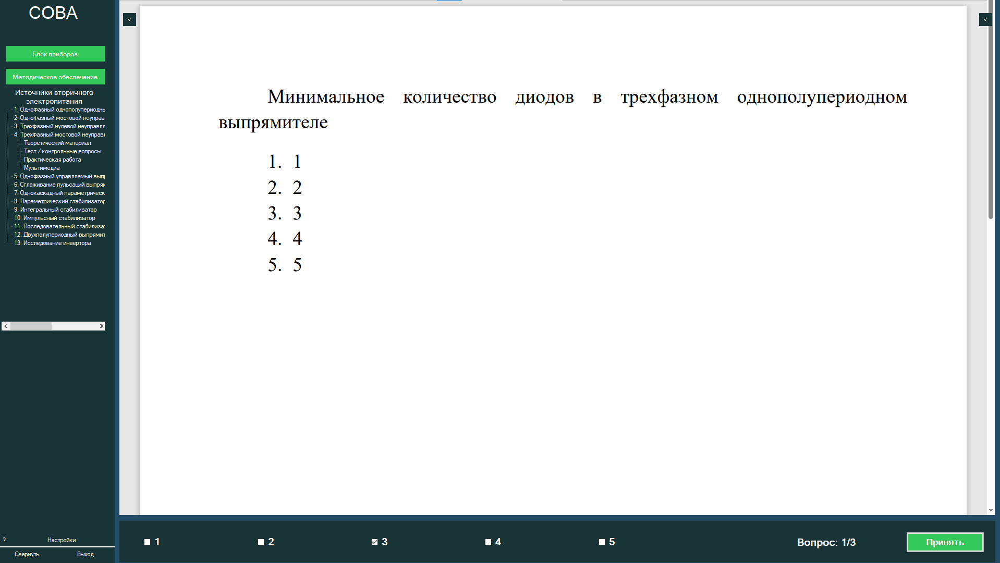 СОВА
Блок приборов
Методическое обеспечение
Источники вторичного
электропитания
1. Однофазный однополупериодны
2. Однофазный мостовой неуправ
3. Трехфазный нулевой неуправля
4. Трехфазный мостовой неуправл
Теоретический материал
Тест / контрольные вопросы
Практическая работа
Мультимедиа
5. Однофазный управляемый выпр
6. Сглаживание пульсаций выпрям
7. Однокаскадный параметрическ
8. Параметрический стабилизатор
9. Интегральный стабилизатор
10. Импульсный стабилизатор
11. Последовательный стабилизат
12. Двухполупериодный выпрямит
13. Исследование инвертора
? Настройки
Свернуть Выход
< <
Минимальное количество диодов в трехфазном однополупериодном
выпрямителе
1. 1
2. 2
3. 3
4. 4
5. 5
1 2 3 4 5 Вопрос: 1/3 Принять